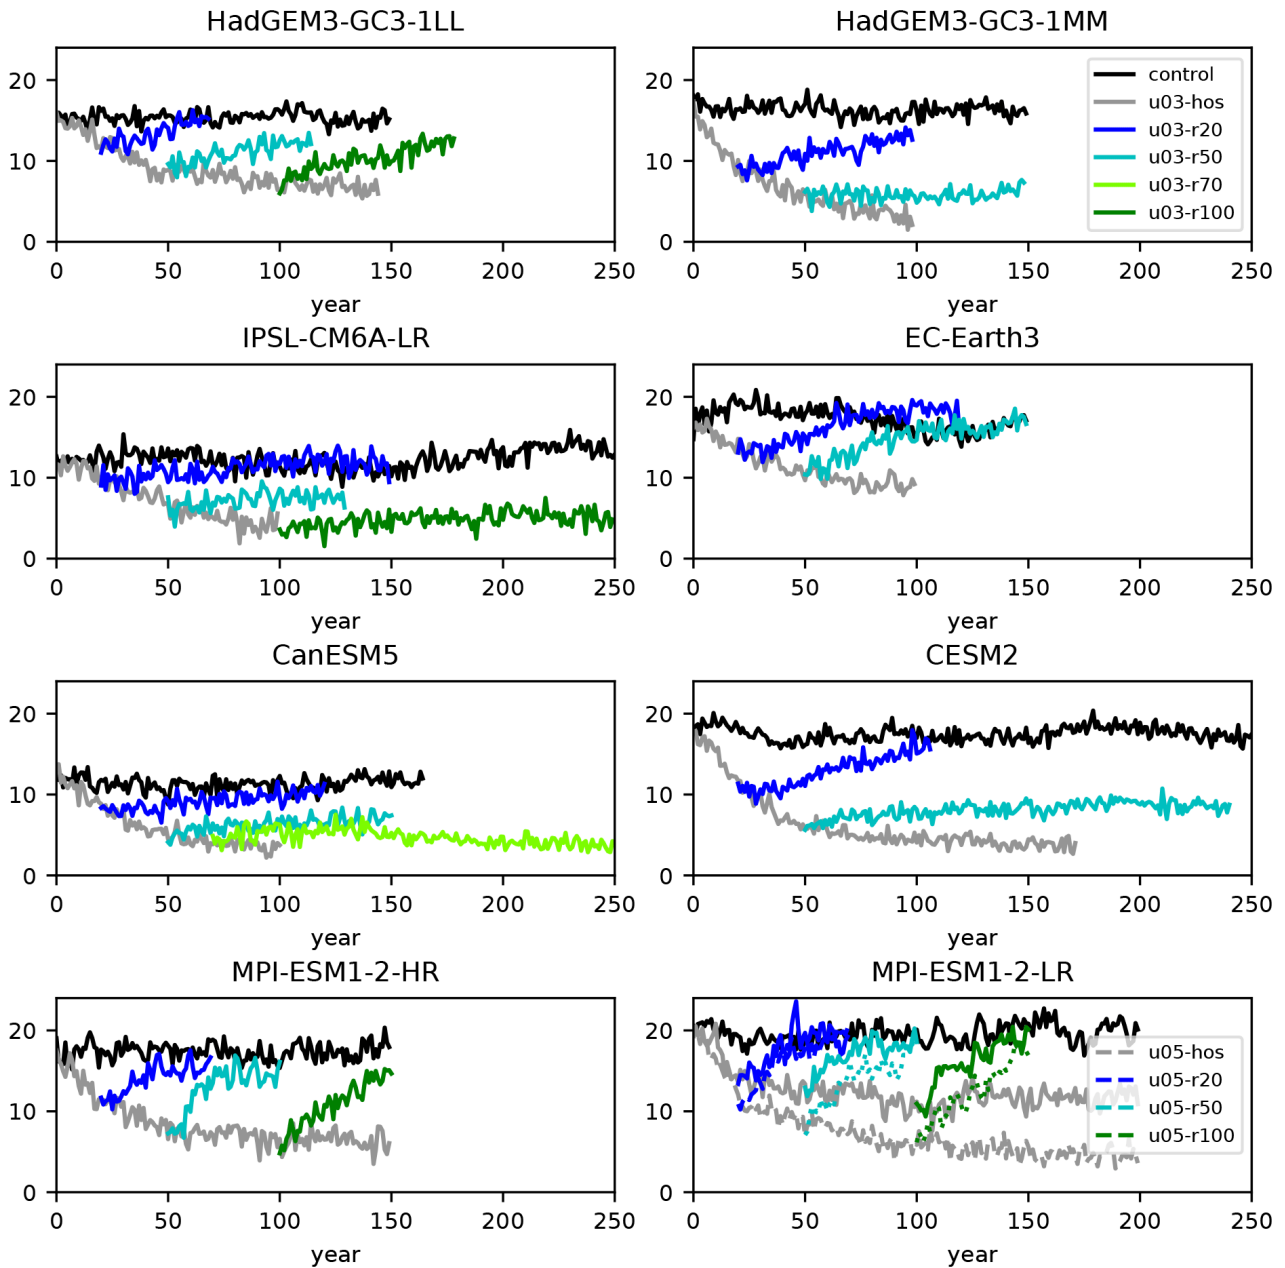 HadGEM3-GC3-1LL
20
10
0
0 50 100 150 200 250
year
HadGEM3-GC3-1MM
control
u03-hos
u03-r20
u03-r50
u03-r70
u03-r100
20
10
0
0 50 100 150 200 250
year
IPSL-CM6A-LR
20
10
0
0 50 100 150 200 250
year
EC-Earth3
20
10
0
0 50 100 150 200 250
year
CanESM5
20
10
0
0 50 100 150 200 250
year
CESM2
20
10
0
0 50 100 150 200 250
year
MPI-ESM1-2-HR
20
10
0
0 50 100 150 200 250
year
MPI-ESM1-2-LR
u05-hos
u05-r20
u05-r50
u05-r100
20
10
0
0 50 100 150 200 250
year